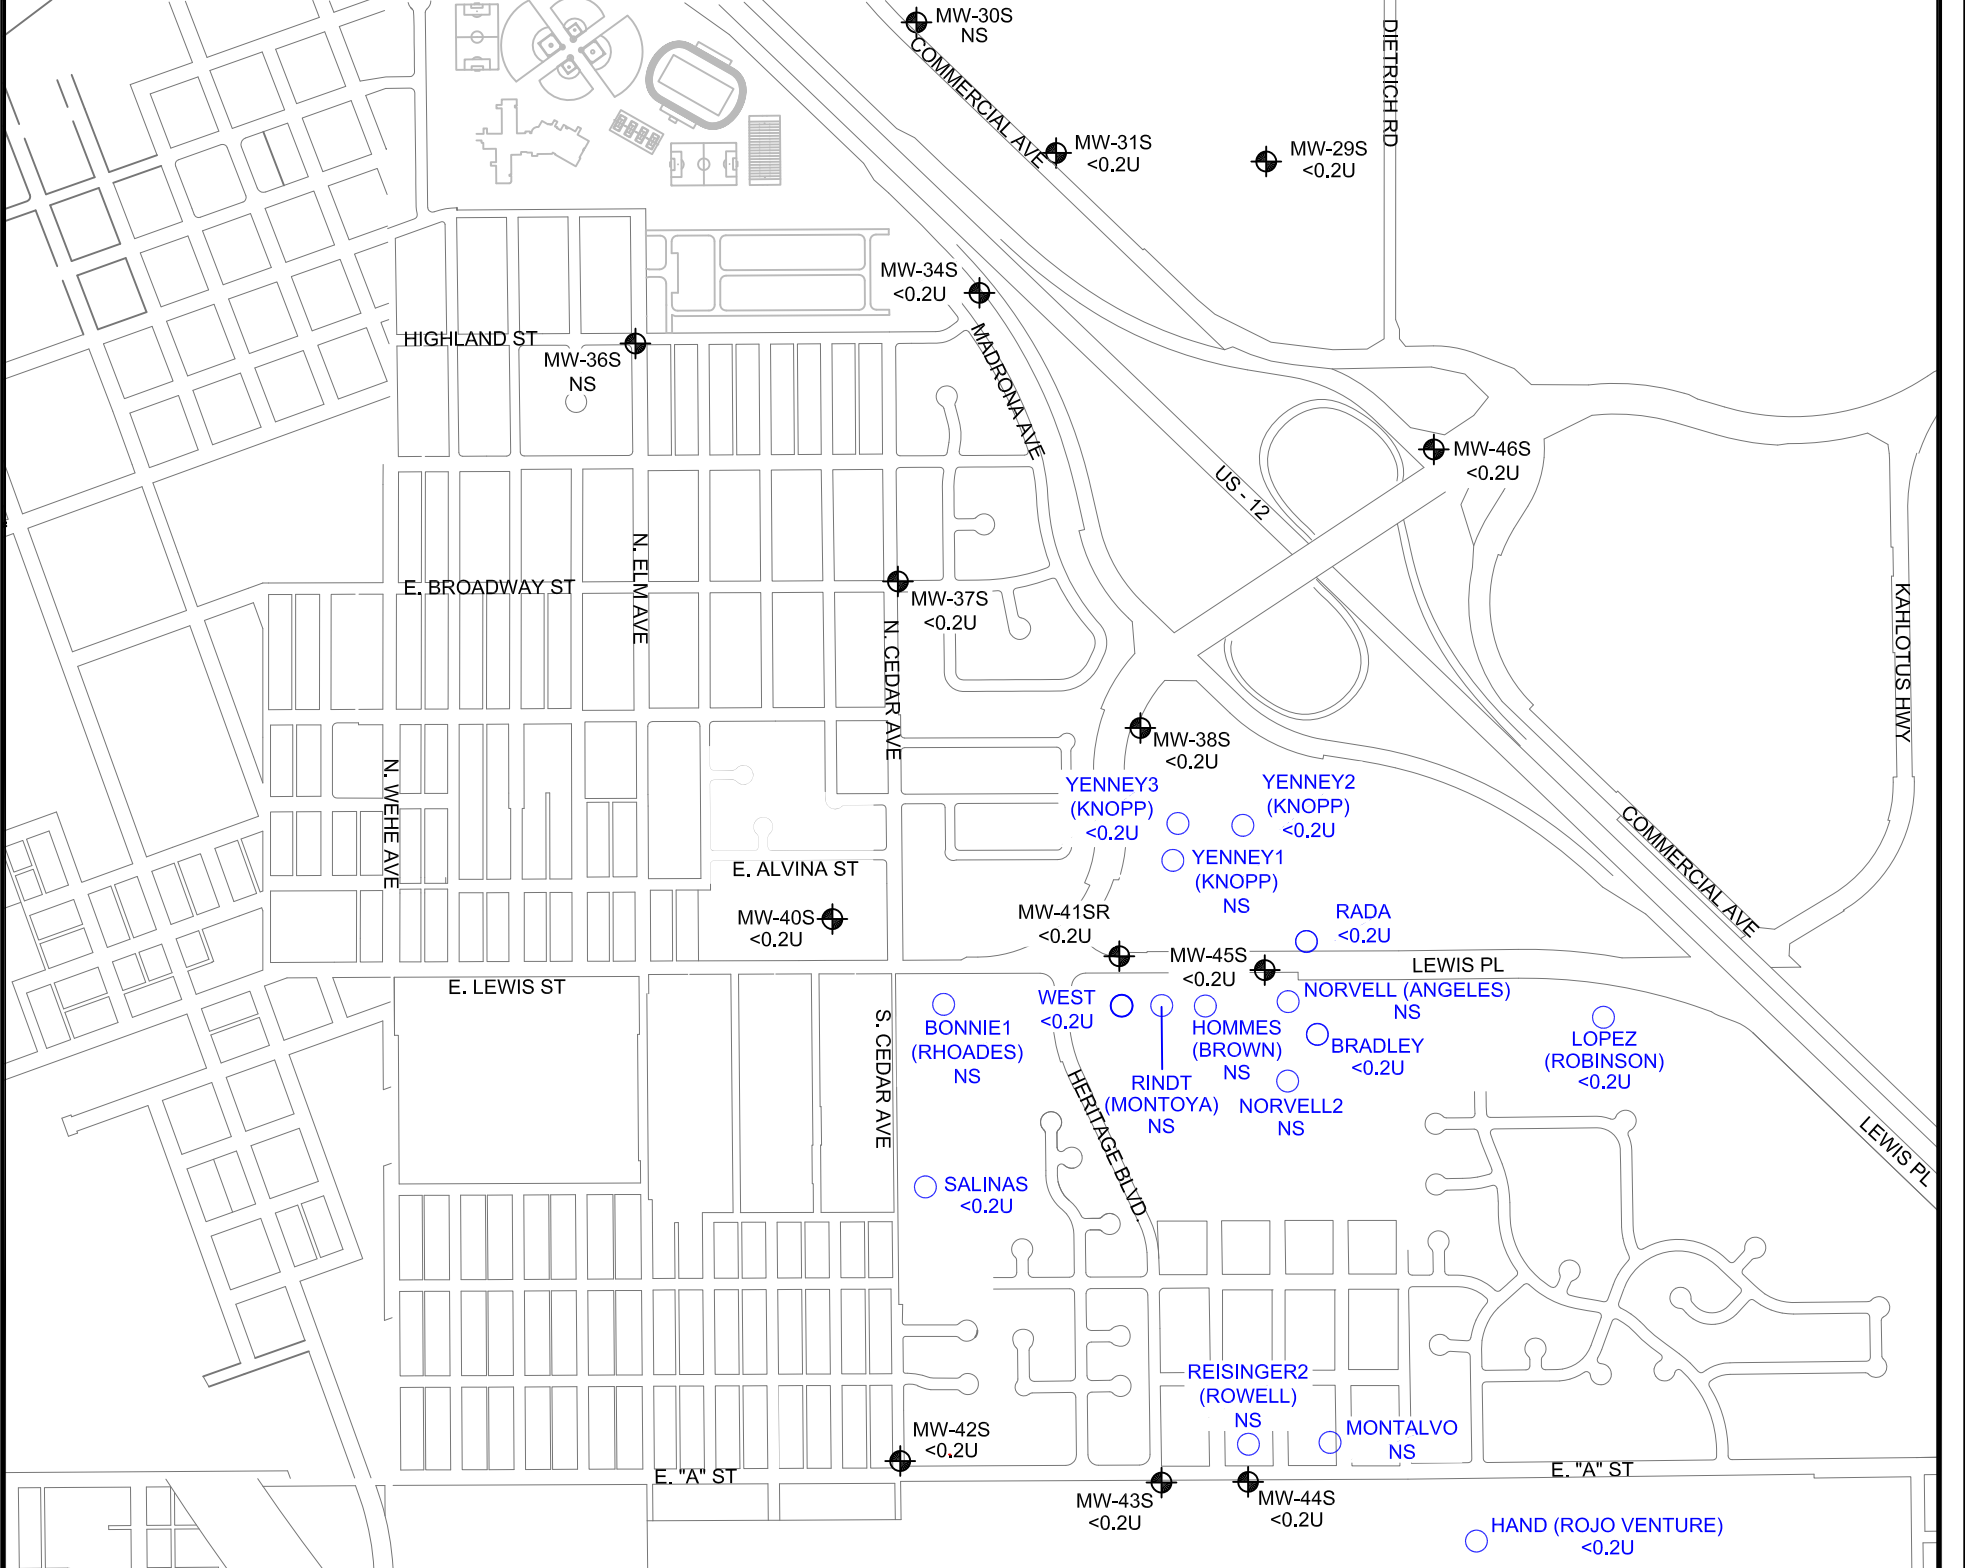 MW-30S
NS
COMMERCIAL AVE
DIETRICH RD
MW-31S
<0.2U
MW-29S
<0.2U
MW-34S
<0.2U
HIGHLAND ST
MW-36S
NS
MADRONA AVE
MW-46S
<0.2U
US - 12
N. ELM AVE
E. BROADWAY ST
MW-37S
<0.2U
N. CEDAR AVE
KAHLOTUS HWY
MW-38S
<0.2U
N. WEHE AVE
YENNEY3
(KNOPP)
<0.2U
YENNEY2
(KNOPP)
<0.2U
YENNEY1
(KNOPP)
NS
COMMERCIAL AVE
E. ALVINA ST
MW-40S
<0.2U
MW-41SR
<0.2U
RADA
<0.2U
MW-45S
<0.2U
LEWIS PL
E. LEWIS ST
WEST
<0.2U
NORVELL (ANGELES)
NS
S. CEDAR AVE
BONNIE1
(RHOADES)
NS
HOMMES
(BROWN)
NS
BRADLEY
<0.2U
LOPEZ
(ROBINSON)
<0.2U
RINDT
(MONTOYA)
NS
NORVELL2
NS
HERITAGE BLVD.
LEWIS PL
SALINAS
<0.2U
REISINGER2
(ROWELL)
NS
MONTALVO
NS
MW-42S
<0.2U
E. "A" ST
E. "A" ST
MW-43S
<0.2U
MW-44S
<0.2U
HAND (ROJO VENTURE)
<0.2U